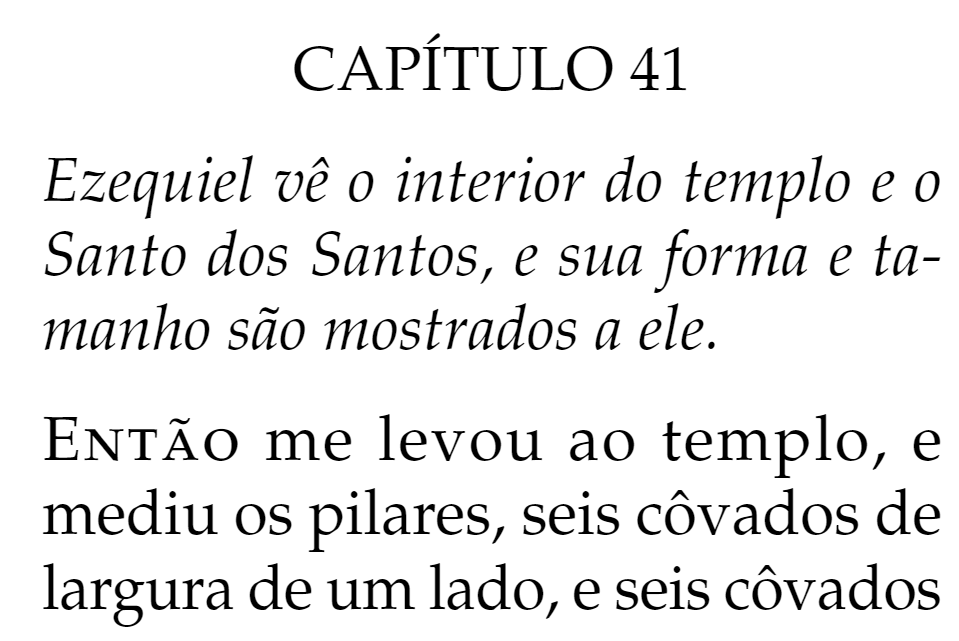 CAPÍTULO 41
Ezequiel vê o interior do templo e o
Santo dos Santos, e sua forma e ta-
manho são mostrados a ele.
ENTÃO me levou ao templo, e
mediu os pilares, seis côvados de
largura de um lado, e seis côvados